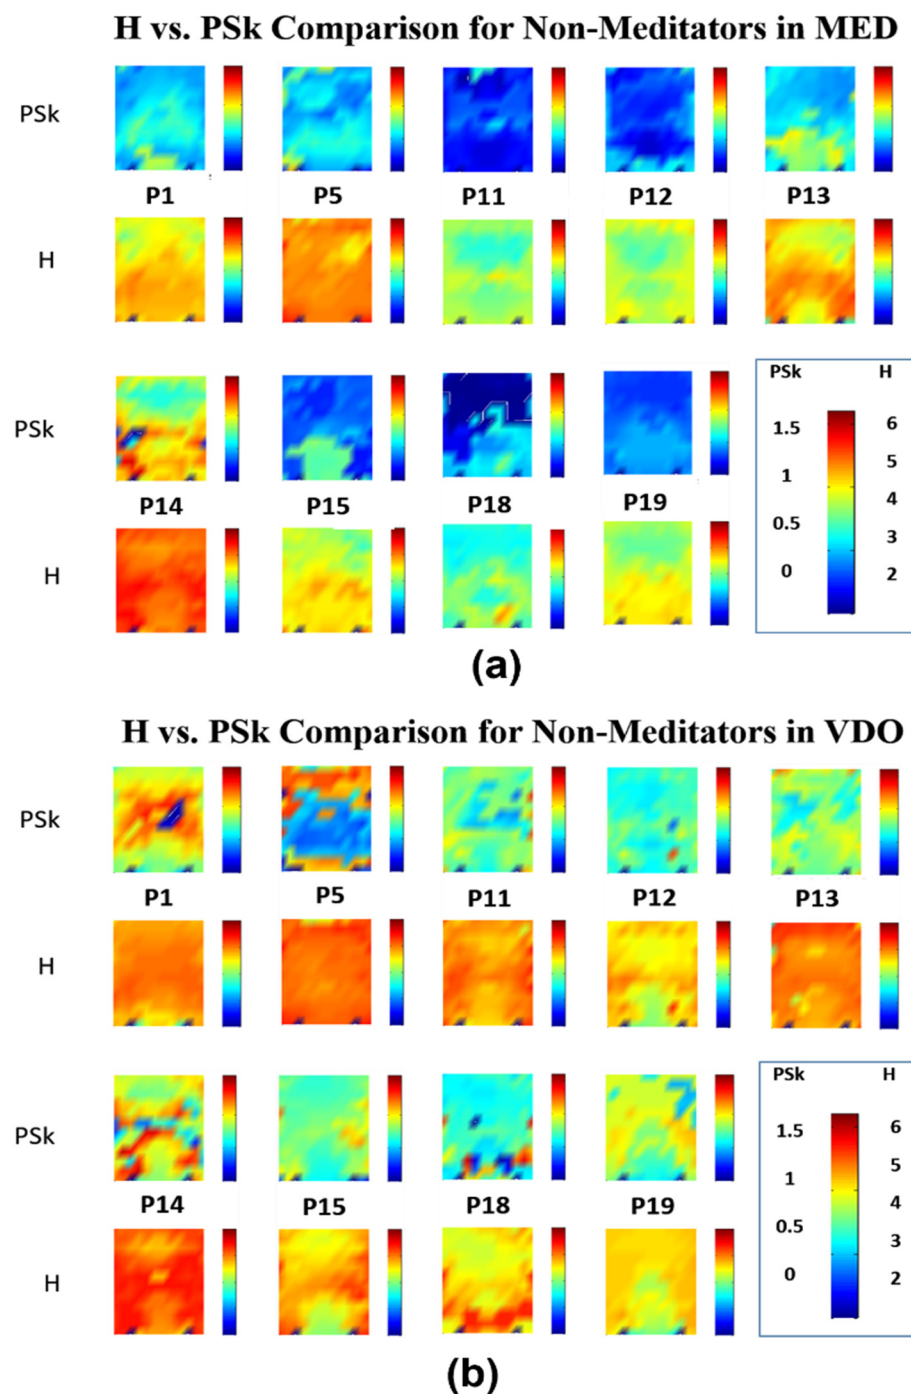 H vs. PSk Comparison for Non-Meditators in MED
PSk
P1 P5 P11 P12 P13
H
PSk H
PSk
1.5 6
1 5
4
0.5 3
0 2
P14 P15 P18 P19
H
(a)
H vs. PSk Comparison for Non-Meditators in VDO
PSk
P1 P5 P11 P12 P13
H
PSk H
PSk
1.5 6
1 5
4
0.5 3
0 2
P14 P15 P18 P19
H
(b)